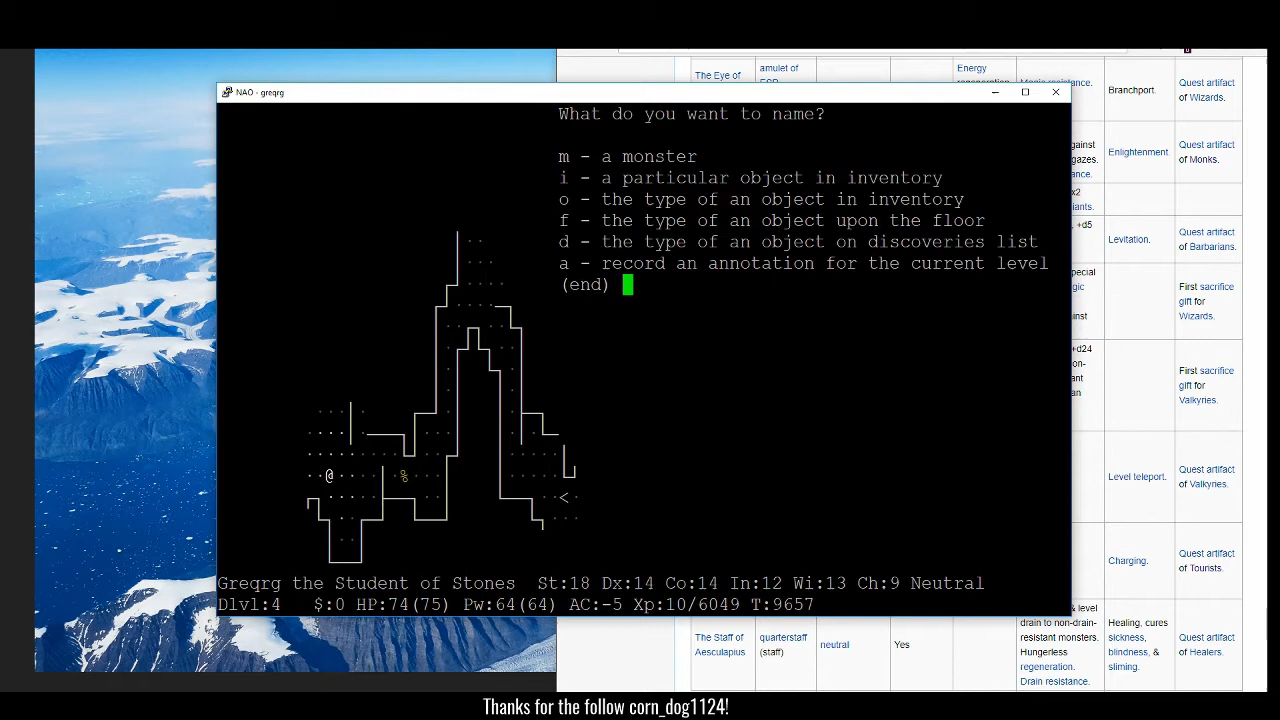 The Eye of
amulet of
Energy
NAO - greqrg
Branchport.
Quest artifact
of Wizards.
What do you want to name?
m - a monster
i - a particular object in inventory
o - the type of an object in inventory
f - the type of an object upon the floor
d - the type of an object on discoveries list
a - record an annotation for the current level
(end)
gazes.
Enlightenment.
Quest artifact
of Monks.
x2
, +d5
Levitation.
Quest artifact
of Barbarians.
First sacrifice
gift for
Wizards.
+d24
First sacrifice
gift for
Valkyries.
Level teleport.
Quest artifact
of Valkyries.
Charging.
Quest artifact
of Tourists.
@
%
<
Greqrg the Student of Stones St:18 Dx:14 Co:14 In:12 Wi:13 Ch:9 Neutral
Dlvl:4 $:0 HP:74(75) Pw:64(64) AC:-5 Xp:10/6049 T:9657
The Staff of
Aesculapius
quarterstaff
(staff)
neutral
Yes
& level
drain to non-drain-
resistant monsters.
Hungerless
regeneration.
Drain resistance.
Healing, cures
sickness,
blindness, &
sliming.
Quest artifact
of Healers.
Thanks for the follow corn_dog1124!